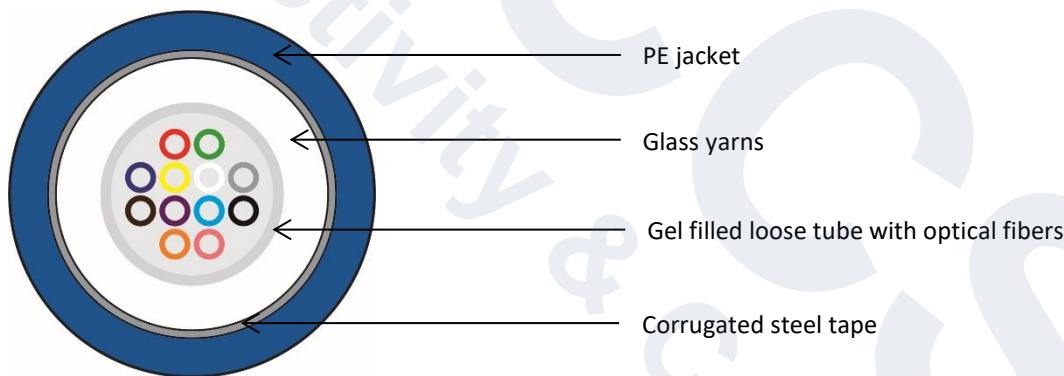 PE jacket
Glass yarns
Gel filled loose tube with optical fibers
Corrugated steel tape